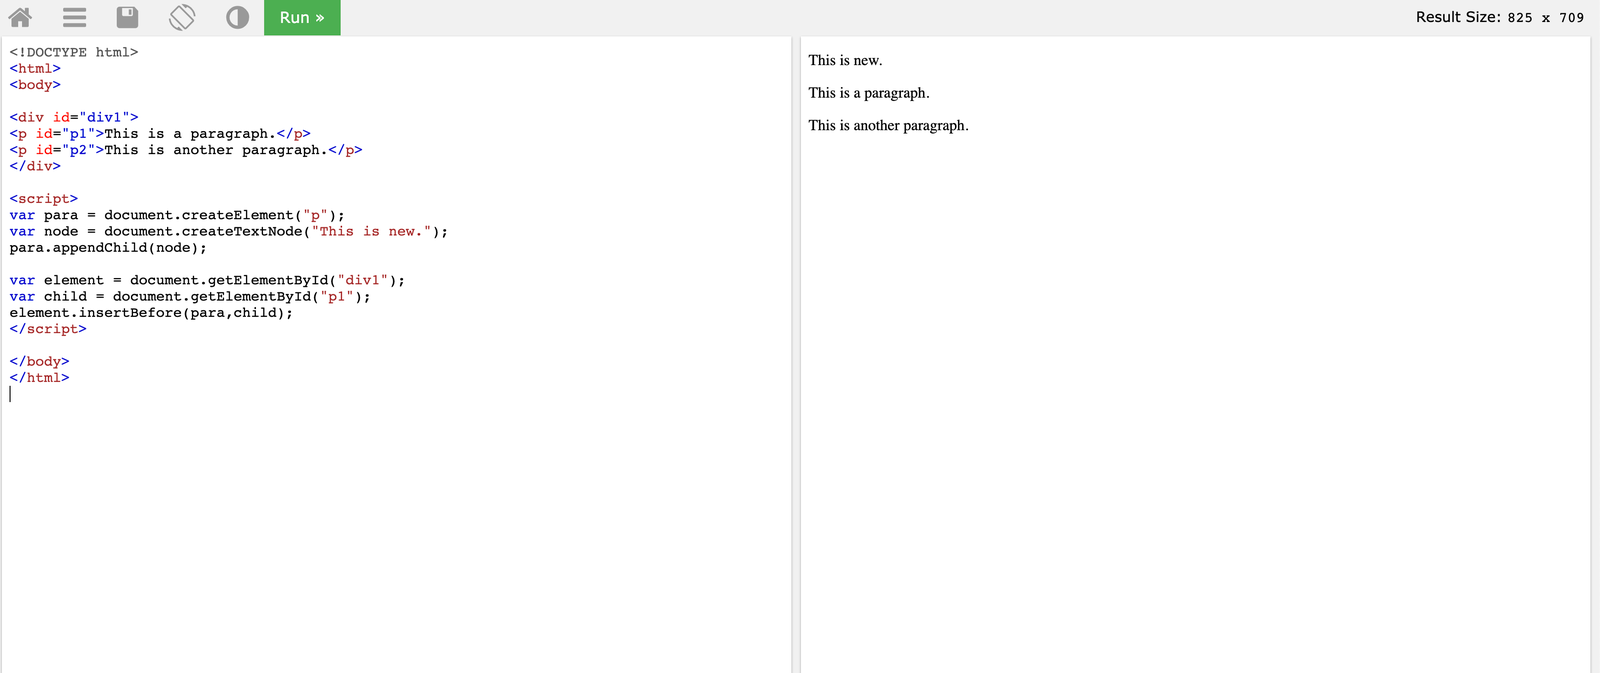 Run »
Result Size: 825 x 709
<!DOCTYPE html>
<html>
<body>
<div id="div1">
<p id="p1">This is a paragraph.</p>
<p id="p2">This is another paragraph.</p>
</div>
<script>
var para = document.createElement("p");
var node = document.createTextNode("This is new.");
para.appendChild(node);
var element = document.getElementById("div1");
var child = document.getElementById("p1");
element.insertBefore(para,child);
</script>
</body>
</html>
This is new.
This is a paragraph.
This is another paragraph.